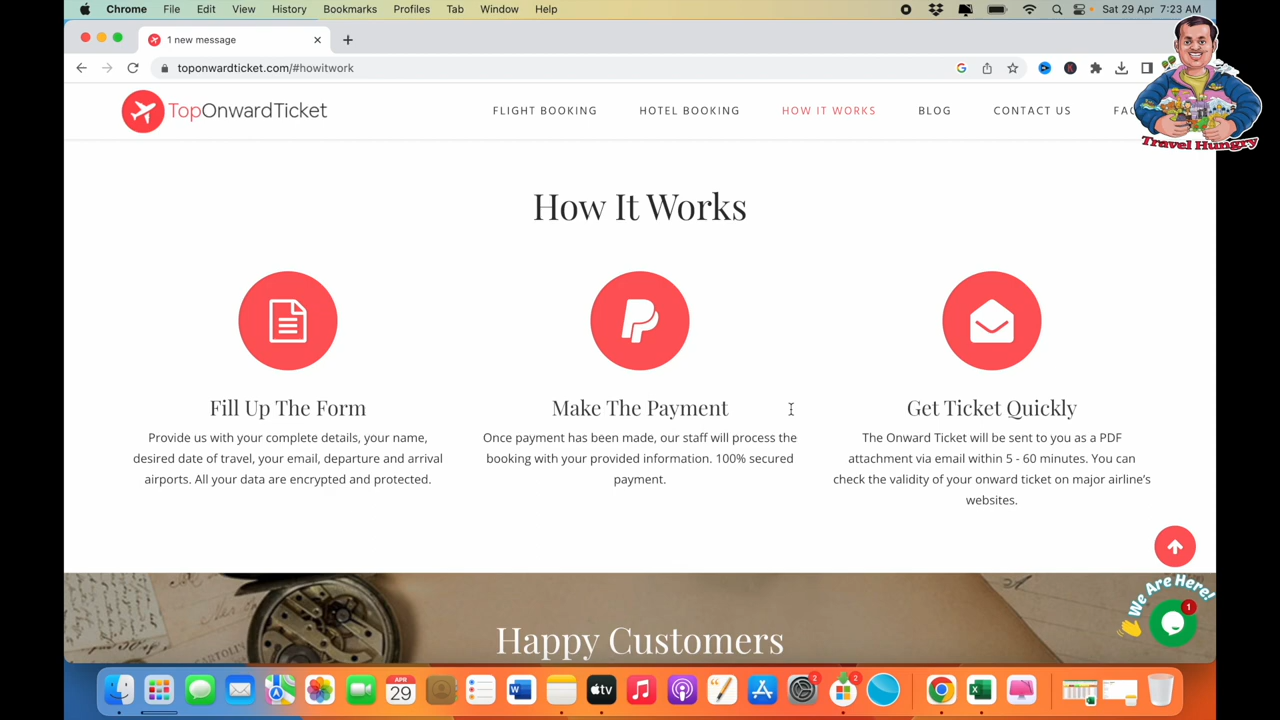 Chrome File Edit View History Bookmarks Profiles Tab Window Help Sat 29 Apr 7:23 AM
1 new message
toponwardticket.com/#howitwork
TopOnwardTicket FLIGHT BOOKING HOTEL BOOKING HOW IT WORKS BLOG CONTACT US FAQ
Travel Hungry
How It Works
Fill Up The Form
Provide us with your complete details, your name,
desired date of travel, your email, departure and arrival
airports. All your data are encrypted and protected.
Make The Payment
Once payment has been made, our staff will process the
booking with your provided information. 100% secured
payment.
Get Ticket Quickly
The Onward Ticket will be sent to you as a PDF
attachment via email within 5 - 60 minutes. You can
check the validity of your onward ticket on major airline's
websites.
We Are Here!
1
Happy Customers
APR
29
tv
2
2